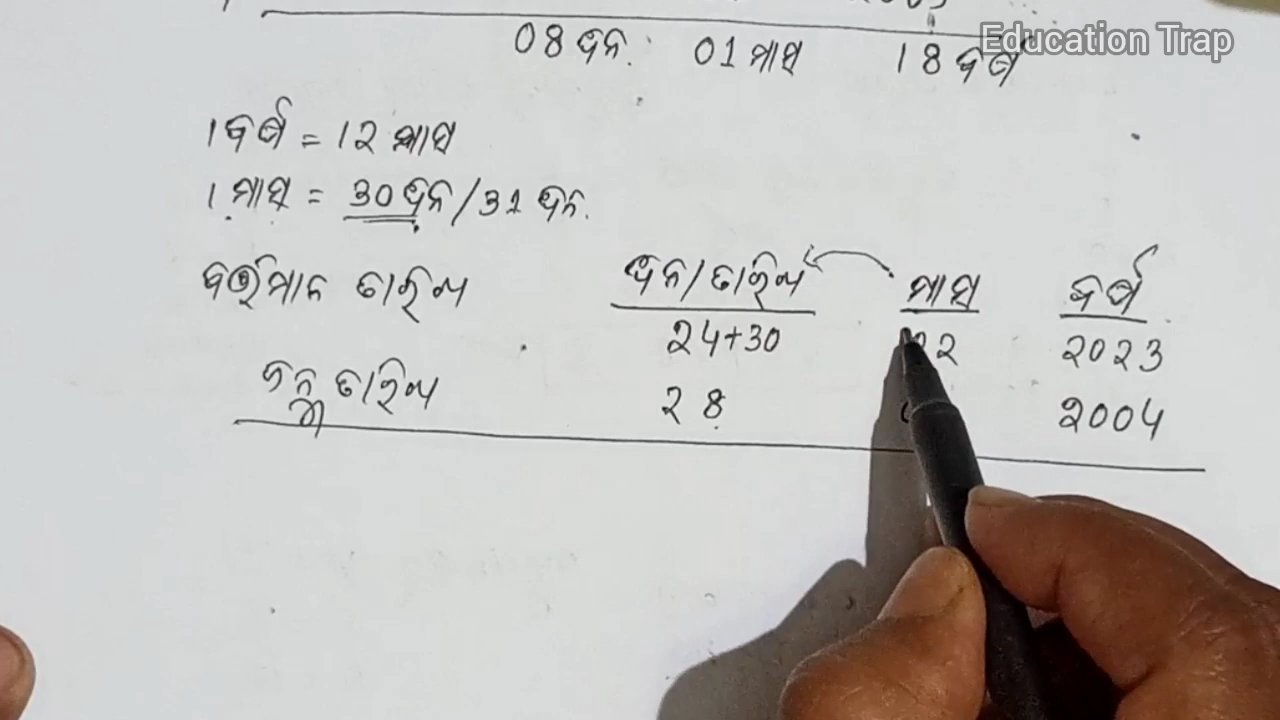 Education Trap
08 ଦିନ 01 ମାସ 18 ବର୍ଷ
1 ବର୍ଷ = 12 ମାସ
1 ମାସ = 30 ଦିନ / 31 ଦିନ
ବର୍ତ୍ତମାନ ତାରିଖ ଦିନ / ତାରିଖ ମାସ ବର୍ଷ
24+30 2023
ଜନ୍ମ ତାରିଖ 28 2004